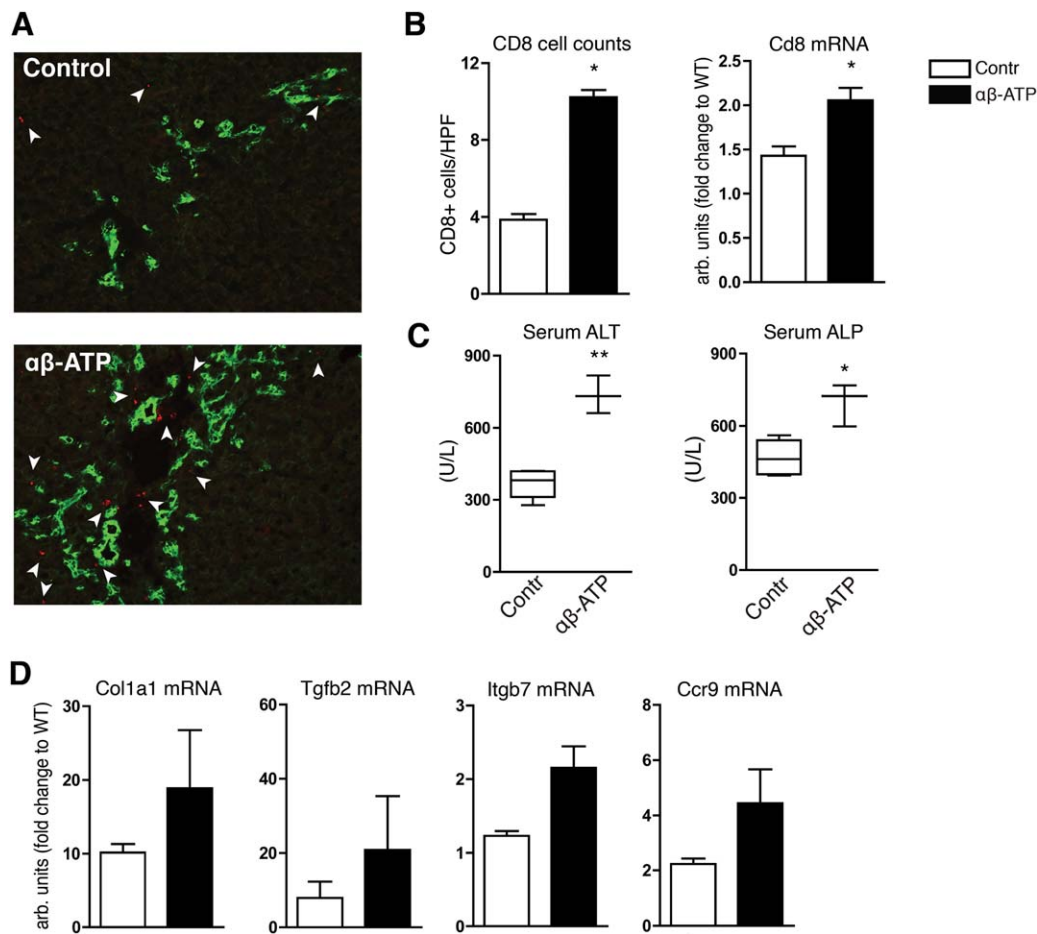 A
Control
αβ-ATP
B
CD8 cell counts
CD8+ cells/HPF
12
8
4
0
*
Cd8 mRNA
arb. units (fold change to WT)
2.5
2.0
1.5
1.0
0.5
0.0
*
Contr
αβ-ATP
C
Serum ALT
(U/L)
900
600
300
0
**
Contr
αβ-ATP
Serum ALP
(U/L)
900
600
300
0
*
Contr
αβ-ATP
D
Col1a1 mRNA
arb. units (fold change to WT)
30
20
10
0
Tgfb2 mRNA
60
40
20
0
Itgb7 mRNA
3
2
1
0
Ccr9 mRNA
8
6
4
2
0